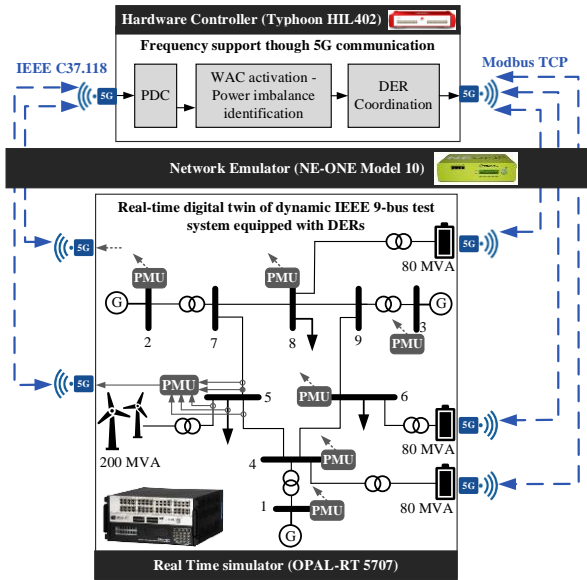 Hardware Controller (Typhoon HIL402)
Frequency support though 5G communication
IEEE C37.118
Modbus TCP
5G
PDC
WAC activation -
Power imbalance
identification
DER
Coordination
5G
Network Emulator (NE-ONE Model 10)
Real-time digital twin of dynamic IEEE 9-bus test
system equipped with DERs
5G
PMU
PMU
5G
80 MVA
G
G
2
7
8
9
3
PMU
5G
PMU
5
PMU
6
5G
200 MVA
80 MVA
4
PMU
5G
1
PMU
80 MVA
G
Real Time simulator (OPAL-RT 5707)